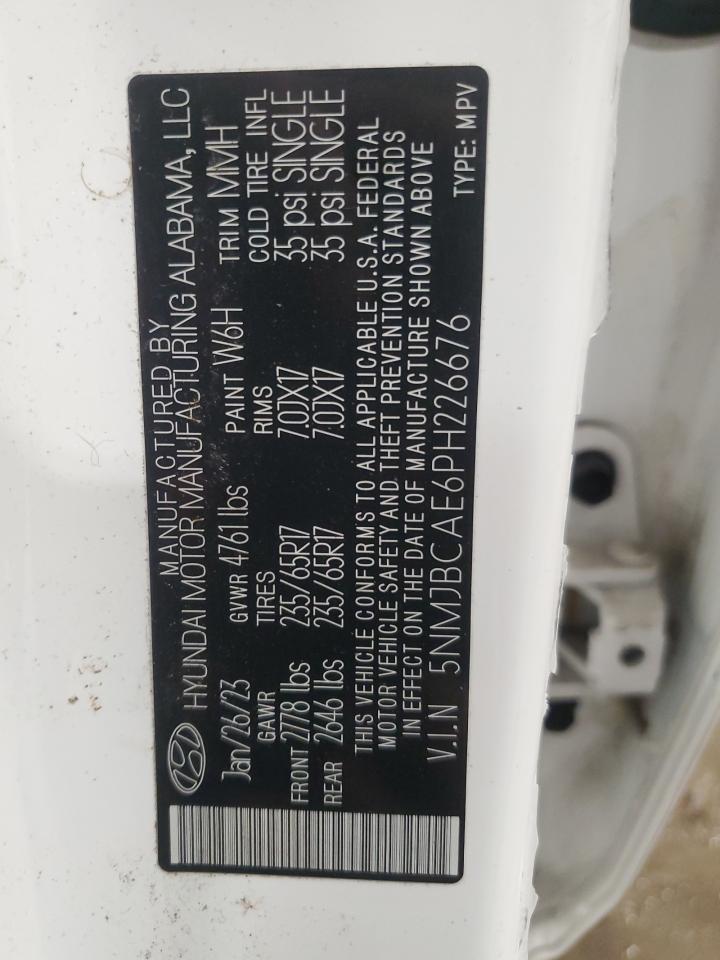 MANUFACTURED BY
HYUNDAI MOTOR MANUFACTURING ALABAMA, LLC
Jan/26/23 GVWR 4761 lbs PAINT W6H TRIM MMH
GAWR TIRES RIMS COLD TIRE INFL
FRONT 2778 lbs 235/65R17 7.0JX17 35 psi SINGLE
REAR 2646 lbs 235/65R17 7.0JX17 35 psi SINGLE
THIS VEHICLE CONFORMS TO ALL APPLICABLE U.S.A. FEDERAL
MOTOR VEHICLE SAFETY AND THEFT PREVENTION STANDARDS
IN EFFECT ON THE DATE OF MANUFACTURE SHOWN ABOVE
V.I.N 5NMJBCAE6PH226676 TYPE: MPV